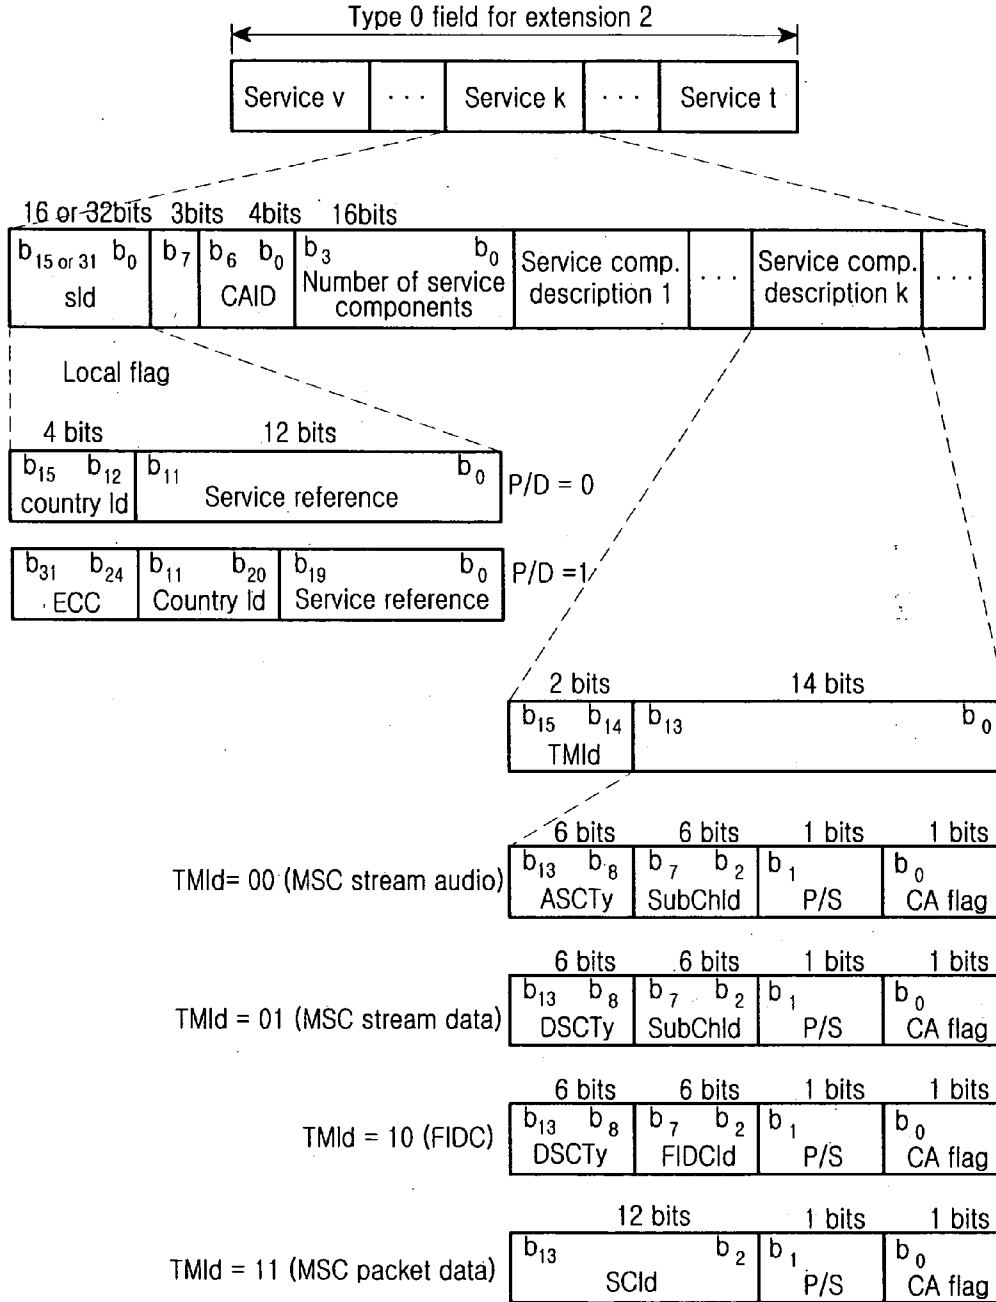 Type 0 field for extension 2
Service v ... Service k ... Service t
16 or 32bits 3bits 4bits 16bits
b15 or 31 b0 b7 b6 b0 b3 b0
sId CAID Number of service components Service comp. description 1 ... Service comp. description k ...
Local flag
4 bits 12 bits
b15 b12 b11 b0
country Id Service reference P/D = 0
b31 b24 b11 b20 b19 b0
ECC Country Id Service reference P/D =1
2 bits 14 bits
b15 b14 b13 b0
TMId
6 bits 6 bits 1 bits 1 bits
b13 b8 b7 b2 b1 b0
TMId= 00 (MSC stream audio) ASCTy SubChId P/S CA flag
6 bits 6 bits 1 bits 1 bits
b13 b8 b7 b2 b1 b0
TMId = 01 (MSC stream data) DSCTy SubChId P/S CA flag
6 bits 6 bits 1 bits 1 bits
b13 b8 b7 b2 b1 b0
TMId = 10 (FIDC) DSCTy FIDCId P/S CA flag
12 bits 1 bits 1 bits
b13 b2 b1 b0
TMId = 11 (MSC packet data) SCId P/S CA flag